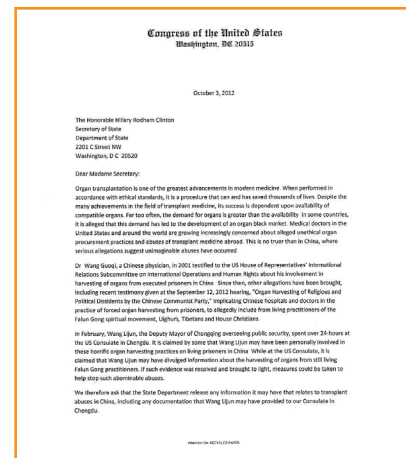 Congress of the United States
Washington, DC 20515
October 3, 2012
The Honorable Hillary Rodham Clinton
Secretary of State
Department of State
2201 C Street NW
Washington, D C 20520
Dear Madame Secretary:
Organ transplantation is one of the greatest advancements in modern medicine. When performed in
accordance with ethical standards, it is a procedure that can and has saved thousands of lives. Despite the
many achievements in the field of transplant medicine, its success is dependent upon availability of
compatible organs. Far too often, the demand for organs is greater than the availability In some countries,
it is alleged that this demand has led to the development of an organ black market. Medical doctors in the
United States and around the world are growing increasingly concerned about alleged unethical organ
procurement practices and abuses of transplant medicine abroad. This is no truer than in China, where
serious allegations suggest unimaginable abuses have occurred.
Dr Wang Guoqi, a Chinese physician, in 2001 testified to the US House of Representatives' International
Relations Subcommittee on International Operations and Human Rights about his involvement in
harvesting of organs from executed prisoners in China Since then, other allegations have been brought,
including recent testimony given at the September 12, 2012 hearing, "Organ Harvesting of Religious and
Political Dissidents by the Chinese Communist Party," implicating Chinese hospitals and doctors in the
practice of forced organ harvesting from prisoners, to allegedly include from living practitioners of the
Falun Gong spiritual movement, Uighurs, Tibetans and House Christians.
In February, Wang Lijun, the Deputy Mayor of Chongqing overseeing public security, spent over 24-hours at
the US Consulate in Chengdu. It is claimed by some that Wang Lijun may have been personally involved in
these horrific organ harvesting practices on living prisoners in China While at the US Consulate, it is
claimed that Wang Lijun may have divulged information about the harvesting of organs from still living
Falun Gong practitioners. If such evidence was received and brought to light, measures could be taken to
help stop such abominable abuses.
We therefore ask that the State Department release any information it may have that relates to transplant
abuses in China, including any documentation that Wang Lijun may have provided to our Consulate in
Chengdu.
PRINTED ON RECYCLED PAPER